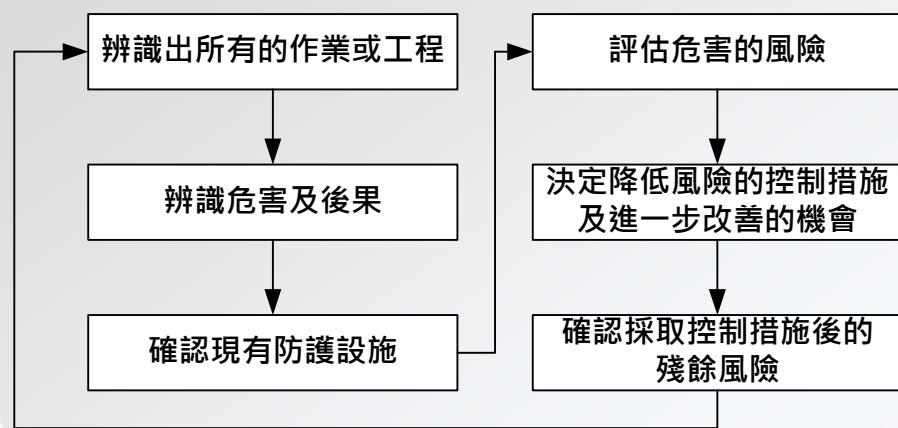 辨識出所有的作業或工程
辨識危害及後果
確認現有防護設施
評估危害的風險
決定降低風險的控制措施
及進一步改善的機會
確認採取控制措施後的
殘餘風險